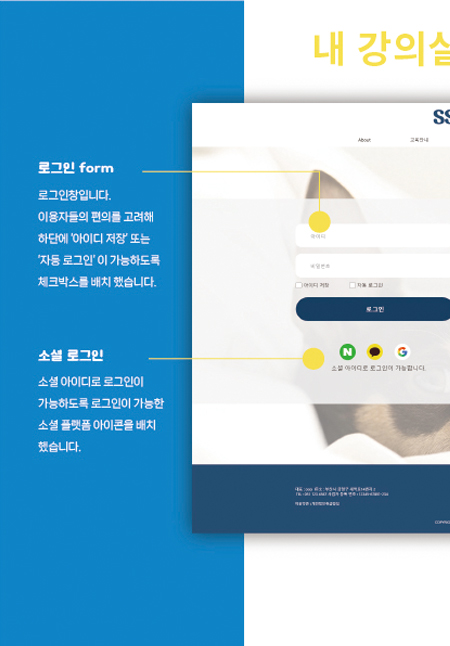 내 강의실
SS
About
교육안내
로그인 form
로그인창입니다.
이용자들의 편의를 고려해
하단에 '아이디 저장' 또는
'자동 로그인' 이 가능하도록
체크박스를 배치 했습니다.
아이디
비밀번호
아이디 저장 자동 로그인
로그인
소셜 로그인
소셜 아이디로 로그인이
가능하도록 로그인이 가능한
소셜 플랫폼 아이콘을 배치
했습니다.
N
G
소셜 아이디로 로그인이 가능합니다.